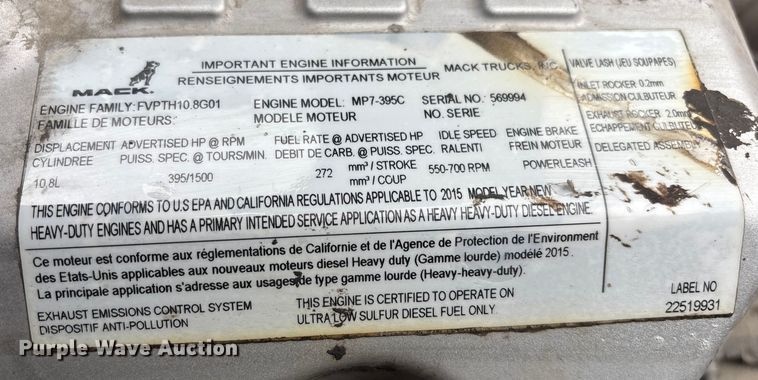 IMPORTANT ENGINE INFORMATION
RENSEIGNEMENTS IMPORTANTS MOTEUR
MACK TRUCKS, INC.
MACK.
ENGINE FAMILY: FVPTH10.8G01
FAMILLE DE MOTEURS:
ENGINE MODEL: MP7-395C
MODELE MOTEUR
SERIAL NO: 569994
NO. SERIE
DISPLACEMENT
CYLINDREE
10.8L
ADVERTISED HP @ RPM
PUISS. SPEC. @ TOURS/MIN.
395/1500
FUEL RATE @ ADVERTISED HP
DEBIT DE CARB. @ PUISS. SPEC.
272 mm³ / STROKE
mm³ / CCUP
IDLE SPEED
RALENTI
550-700 RPM
ENGINE BRAKE
FREIN MOTEUR
POWERLEASH
VALVE LASH (JEU SOUPAPES)
INLET ROCKER 0.2mm
ADMISSION CULBUTEUR
EXHAUST ROCKER 2.0mm
ECHAPPEMENT CULBUTEUR
DELEGATED ASSEMBLY
THIS ENGINE CONFORMS TO U.S EPA AND CALIFORNIA REGULATIONS APPLICABLE TO 2015 MODEL YEAR NEW
HEAVY-DUTY ENGINES AND HAS A PRIMARY INTENDED SERVICE APPLICATION AS A HEAVY HEAVY-DUTY DIESEL ENGINE.
Ce moteur est conforme aux réglementations de Californie et de l'Agence de Protection de l'Environment
des Etats-Unis applicables aux nouveaux moteurs diesel Heavy duty (Gamme lourde) modélé 2015.
La principale application s'adresse aux usages de type gamme lourde (Heavy-heavy-duty).
EXHAUST EMISSIONS CONTROL SYSTEM
DISPOSITIF ANTI-POLLUTION
THIS ENGINE IS CERTIFIED TO OPERATE ON
ULTRA LOW SULFUR DIESEL FUEL ONLY.
LABEL NO
22519931
Purple Wave Auction